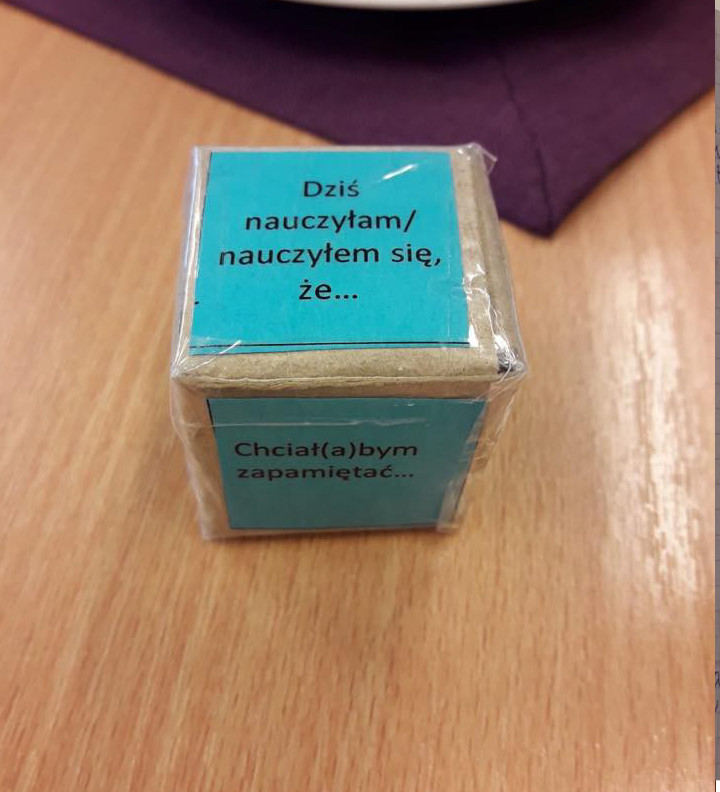 Dziś
nauczyłam/
nauczyłem się,
że...
Chciał(a)bym
zapamiętać...